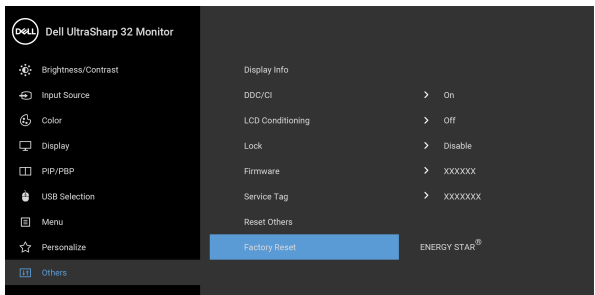 DELL Dell UltraSharp 32 Monitor
Brightness/Contrast Display Info
Input Source DDC/CI On
Color LCD Conditioning Off
Display Lock Disable
PIP/PBP Firmware XXXXXX
USB Selection Service Tag XXXXXXX
Menu Reset Others
Personalize Factory Reset ENERGY STAR®
Others